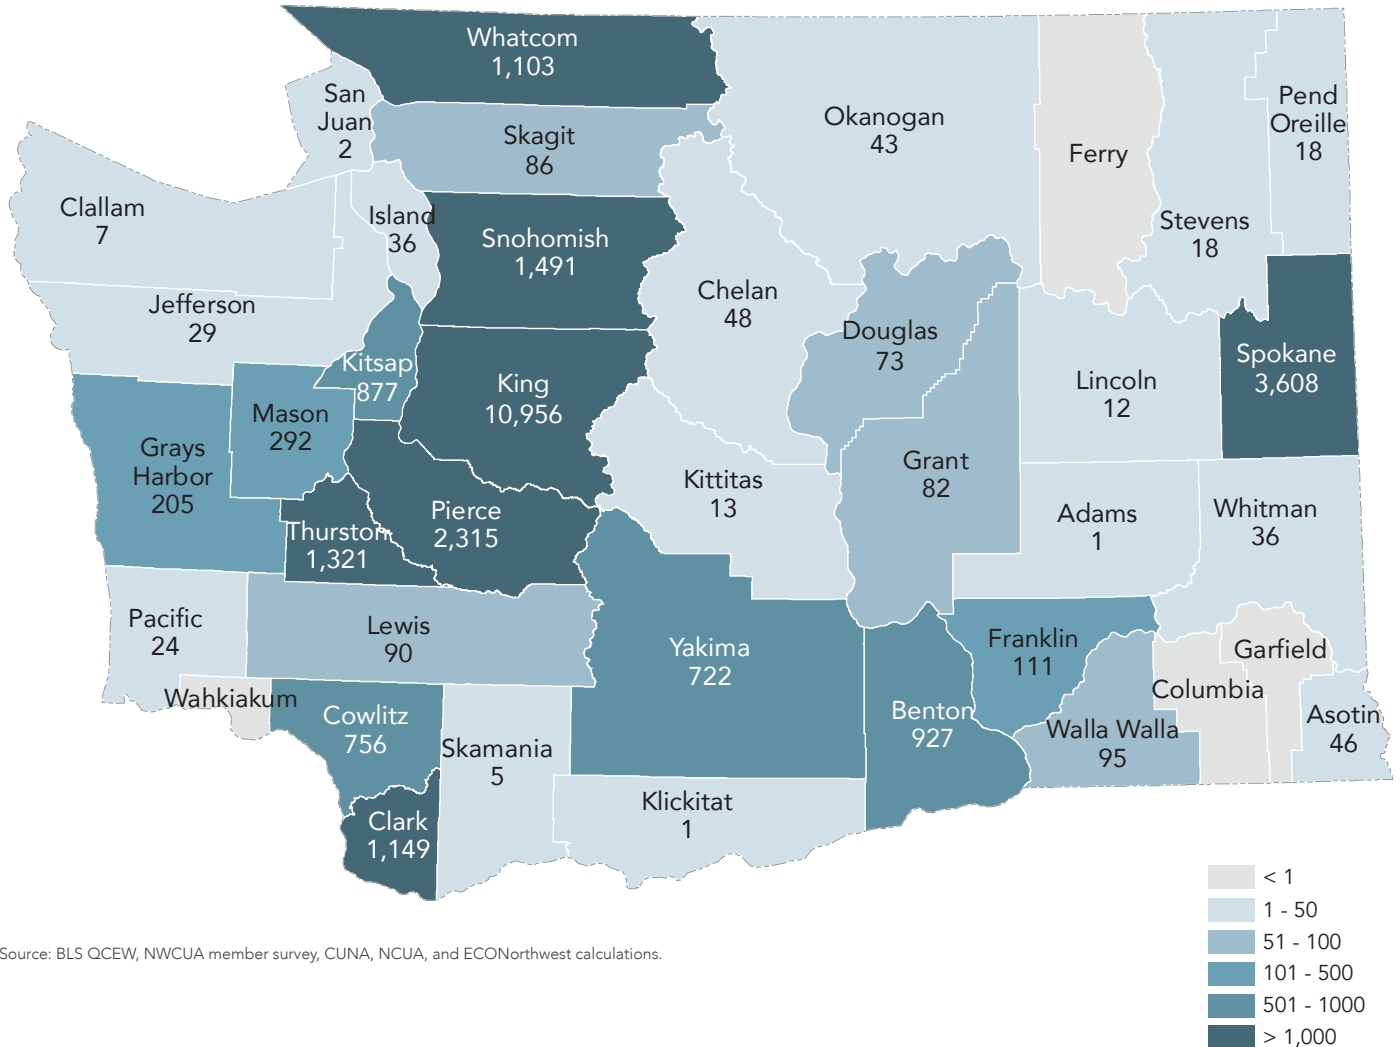 Whatcom
1,103
San
Juan
2
Skagit
86
Okanogan
43
Ferry
Pend
Oreille
18
Stevens
18
Clallam
7
Island
36
Snohomish
1,491
Chelan
48
Jefferson
29
Douglas
73
Kitsap
877
King
10,956
Lincoln
12
Spokane
3,608
Mason
292
Grays
Harbor
205
Kittitas
13
Grant
82
Adams
1
Whitman
36
Thurston
1,321
Pierce
2,315
Pacific
24
Lewis
90
Yakima
722
Franklin
111
Garfield
Columbia
Wahkiakum
Cowlitz
756
Skamania
5
Benton
927
Walla Walla
95
Asotin
46
Klickitat
1
Clark
1,149
< 1
1 - 50
51 - 100
101 - 500
501 - 1000
> 1,000
Source: BLS QCEW, NWCUA member survey, CUNA, NCUA, and ECONorthwest calculations.